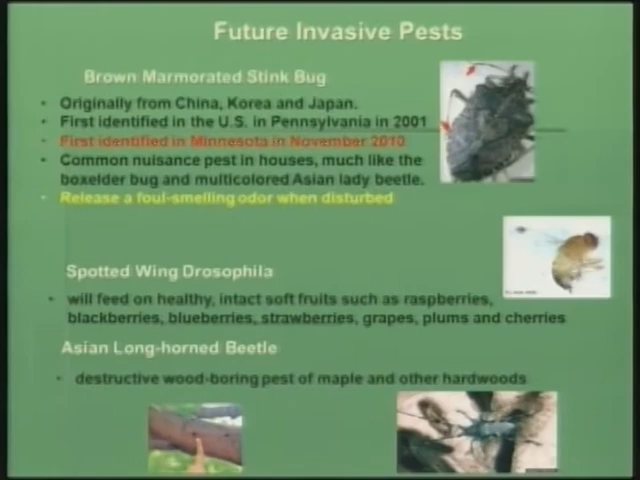 Future Invasive Pests
Brown Marmorated Stink Bug
• Originally from China, Korea and Japan.
• First identified in the U.S. in Pennsylvania in 2001
• First identified in Minnesota in November 2010
• Common nuisance pest in houses, much like the
boxelder bug and multicolored Asian lady beetle.
• Release a foul-smelling odor when disturbed
Spotted Wing Drosophila
• will feed on healthy, intact soft fruits such as raspberries,
blackberries, blueberries, strawberries, grapes, plums and cherries
Asian Long-horned Beetle
• destructive wood-boring pest of maple and other hardwoods